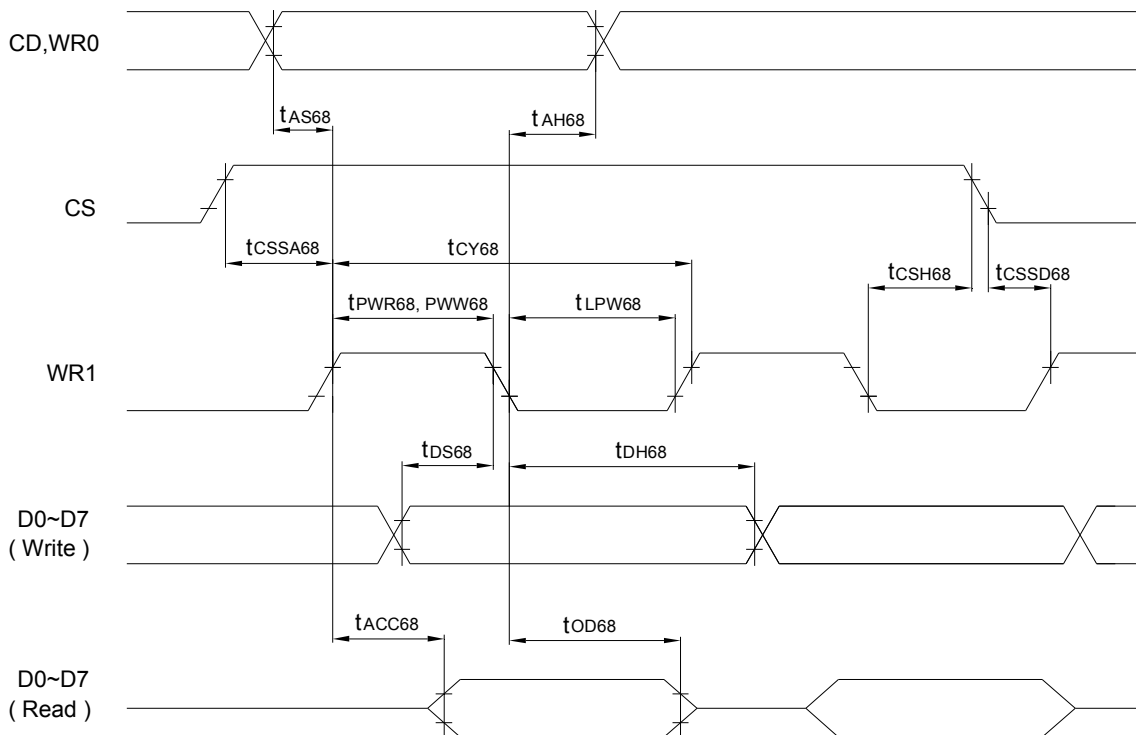 CD,WR0
tAS68
tAH68
CS
tCSSA68
tCY68
tCSH68
tCSSD68
tPWR68, PWW68
tLPW68
WR1
tDS68
tDH68
D0~D7
( Write )
tACC68
tOD68
D0~D7
( Read )